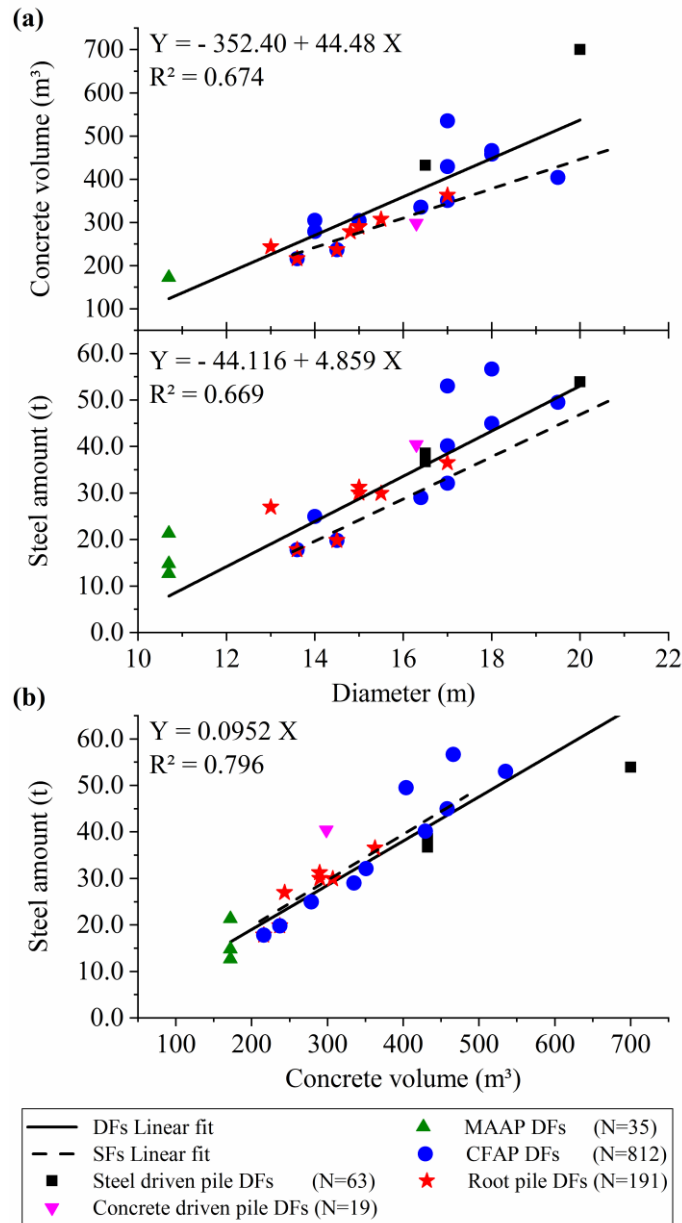 (a)
Y = - 352.40 + 44.48 X
R² = 0.674
Concrete volume (m³)
700
600
500
400
300
200
100
Y = - 44.116 + 4.859 X
R² = 0.669
Steel amount (t)
60.0
50.0
40.0
30.0
20.0
10.0
0.0
10 12 14 16 18 20 22
Diameter (m)
(b)
Y = 0.0952 X
R² = 0.796
Steel amount (t)
60.0
50.0
40.0
30.0
20.0
10.0
0.0
100 200 300 400 500 600 700
Concrete volume (m³)
DFs Linear fit MAAP DFs (N=35)
SFs Linear fit CFAP DFs (N=812)
Steel driven pile DFs (N=63) Root pile DFs (N=191)
Concrete driven pile DFs (N=19)